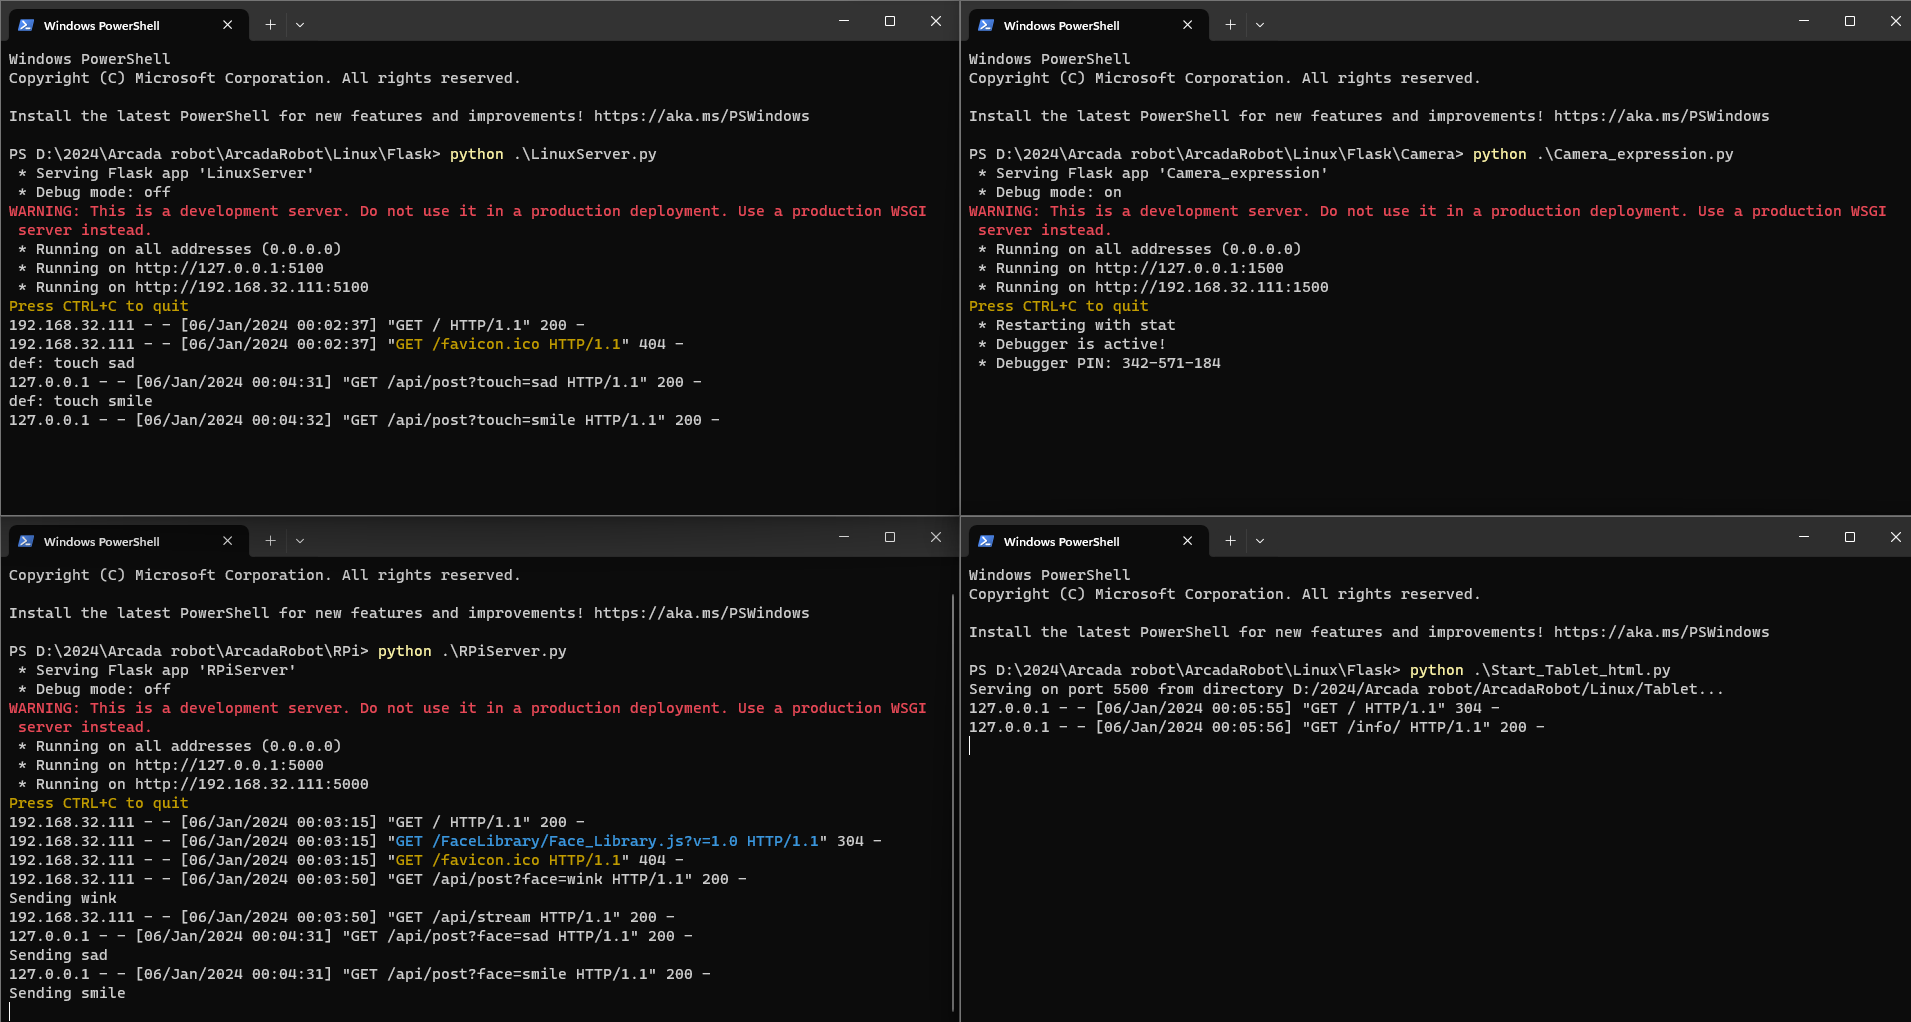 Windows PowerShell
Windows PowerShell
Copyright (C) Microsoft Corporation. All rights reserved.
Install the latest PowerShell for new features and improvements! https://aka.ms/PSWindows
PS D:\2024\Arcada robot\ArcadaRobot\Linux\Flask> python .\LinuxServer.py
 * Serving Flask app 'LinuxServer'
 * Debug mode: off
WARNING: This is a development server. Do not use it in a production deployment. Use a production WSGI
 server instead.
 * Running on all addresses (0.0.0.0)
 * Running on http://127.0.0.1:5100
 * Running on http://192.168.32.111:5100
Press CTRL+C to quit
192.168.32.111 - - [06/Jan/2024 00:02:37] "GET / HTTP/1.1" 200 -
192.168.32.111 - - [06/Jan/2024 00:02:37] "GET /favicon.ico HTTP/1.1" 404 -
def: touch sad
127.0.0.1 - - [06/Jan/2024 00:04:31] "GET /api/post?touch=sad HTTP/1.1" 200 -
def: touch smile
127.0.0.1 - - [06/Jan/2024 00:04:32] "GET /api/post?touch=smile HTTP/1.1" 200 -
Windows PowerShell
Windows PowerShell
Copyright (C) Microsoft Corporation. All rights reserved.
Install the latest PowerShell for new features and improvements! https://aka.ms/PSWindows
PS D:\2024\Arcada robot\ArcadaRobot\Linux\Flask\Camera> python .\Camera_expression.py
 * Serving Flask app 'Camera_expression'
 * Debug mode: on
WARNING: This is a development server. Do not use it in a production deployment. Use a production WSGI
 server instead.
 * Running on all addresses (0.0.0.0)
 * Running on http://127.0.0.1:1500
 * Running on http://192.168.32.111:1500
Press CTRL+C to quit
 * Restarting with stat
 * Debugger is active!
 * Debugger PIN: 342-571-184
Windows PowerShell
Copyright (C) Microsoft Corporation. All rights reserved.
Install the latest PowerShell for new features and improvements! https://aka.ms/PSWindows
PS D:\2024\Arcada robot\ArcadaRobot\RPi> python .\RPiServer.py
 * Serving Flask app 'RPiServer'
 * Debug mode: off
WARNING: This is a development server. Do not use it in a production deployment. Use a production WSGI
 server instead.
 * Running on all addresses (0.0.0.0)
 * Running on http://127.0.0.1:5000
 * Running on http://192.168.32.111:5000
Press CTRL+C to quit
192.168.32.111 - - [06/Jan/2024 00:03:15] "GET / HTTP/1.1" 200 -
192.168.32.111 - - [06/Jan/2024 00:03:15] "GET /FaceLibrary/Face_Library.js?v=1.0 HTTP/1.1" 304 -
192.168.32.111 - - [06/Jan/2024 00:03:15] "GET /favicon.ico HTTP/1.1" 404 -
192.168.32.111 - - [06/Jan/2024 00:03:50] "GET /api/post?face=wink HTTP/1.1" 200 -
Sending wink
192.168.32.111 - - [06/Jan/2024 00:03:50] "GET /api/stream HTTP/1.1" 200 -
127.0.0.1 - - [06/Jan/2024 00:04:31] "GET /api/post?face=sad HTTP/1.1" 200 -
Sending sad
127.0.0.1 - - [06/Jan/2024 00:04:31] "GET /api/post?face=smile HTTP/1.1" 200 -
Sending smile
Windows PowerShell
Windows PowerShell
Copyright (C) Microsoft Corporation. All rights reserved.
Install the latest PowerShell for new features and improvements! https://aka.ms/PSWindows
PS D:\2024\Arcada robot\ArcadaRobot\Linux\Flask> python .\Start_Tablet_html.py
Serving on port 5500 from directory D:/2024/Arcada robot/ArcadaRobot/Linux/Tablet...
127.0.0.1 - - [06/Jan/2024 00:05:55] "GET / HTTP/1.1" 304 -
127.0.0.1 - - [06/Jan/2024 00:05:56] "GET /info/ HTTP/1.1" 200 -